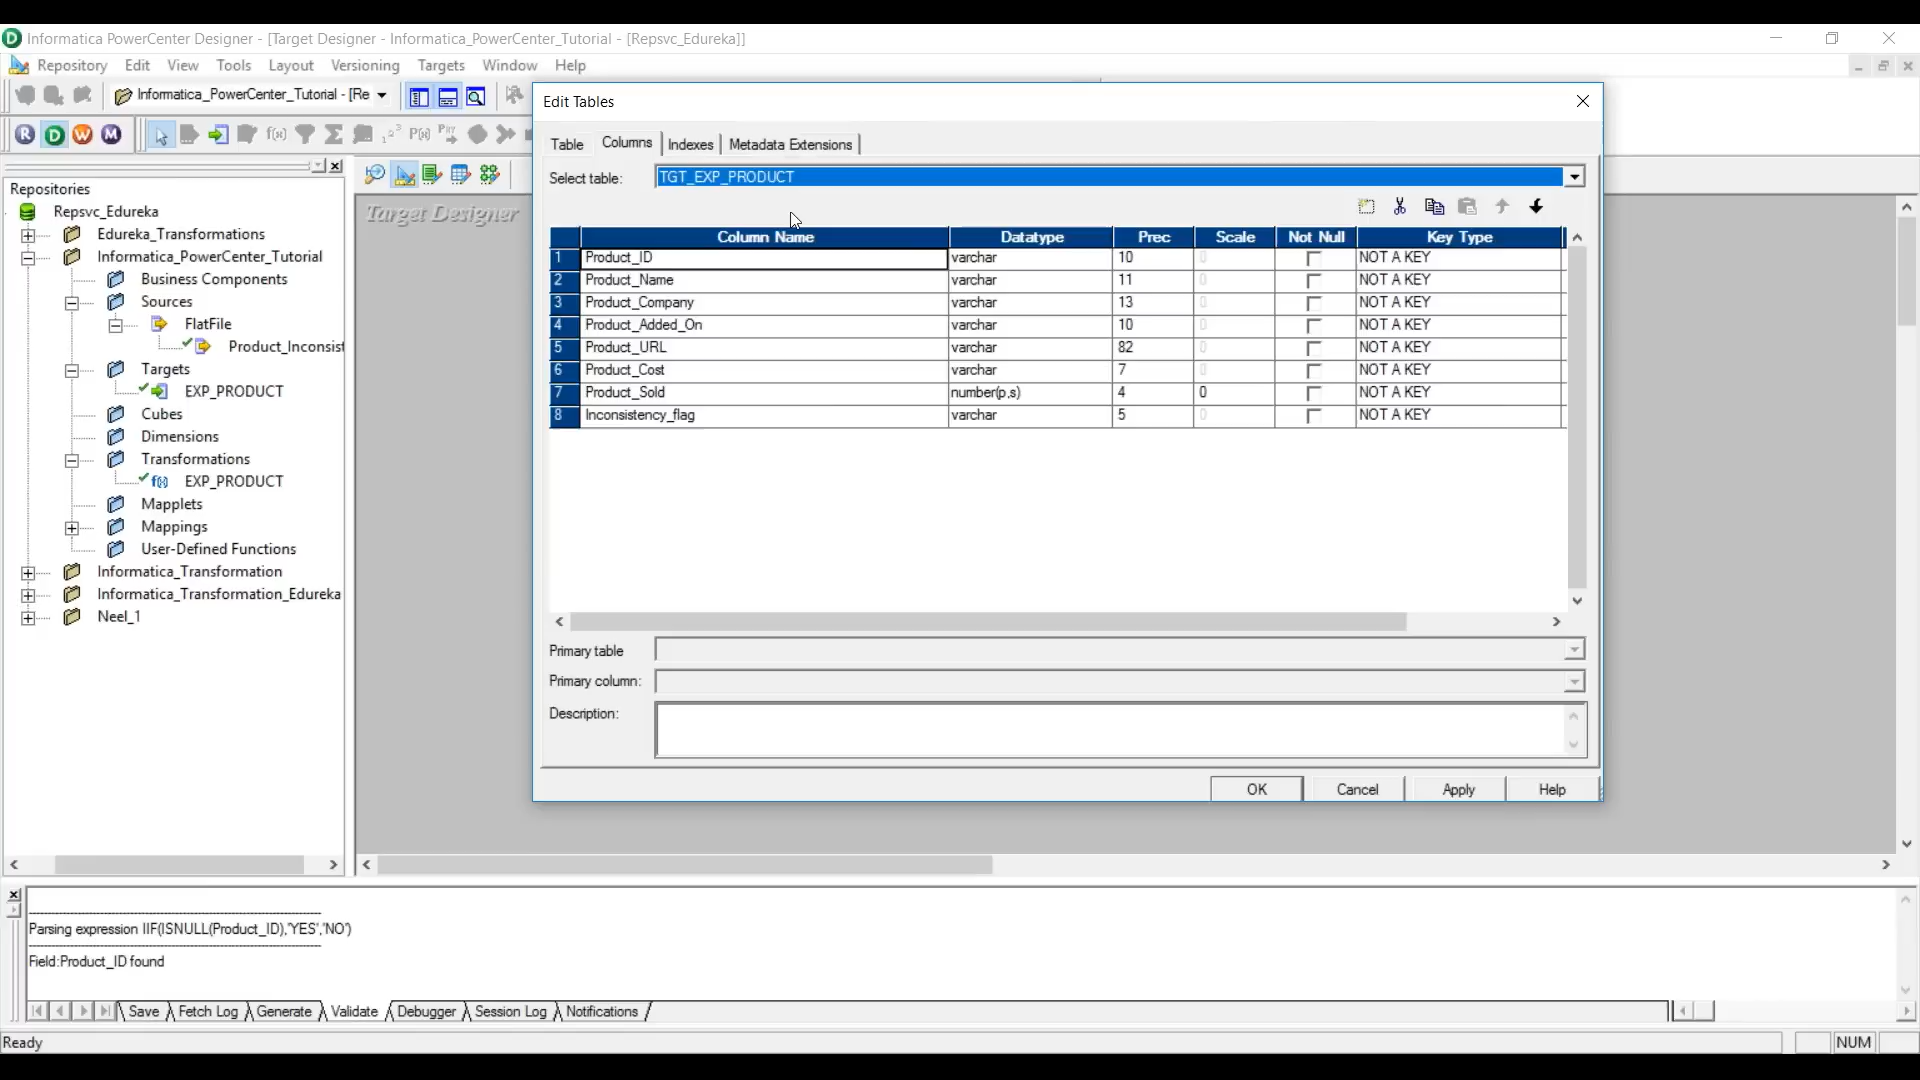 Informatica PowerCenter Designer - [Target Designer - Informatica_PowerCenter_Tutorial - [Repsvc_Edureka]]
Repository Edit View Tools Layout Versioning Targets Window Help
Informatica_PowerCenter_Tutorial - [Re
Repositories
Repsvc_Edureka
Edureka_Transformations
Informatica_PowerCenter_Tutorial
Business Components
Sources
FlatFile
Product_Inconsist
Targets
EXP_PRODUCT
Cubes
Dimensions
Transformations
EXP_PRODUCT
Mapplets
Mappings
User-Defined Functions
Informatica_Transformation
Informatica_Transformation_Edureka
Neel_1
Target Designer
Edit Tables
Table Columns Indexes Metadata Extensions
Select table: TGT_EXP_PRODUCT
Column Name Datatype Prec Scale Not Null Key Type
1 Product_ID varchar 10 0 NOT A KEY
2 Product_Name varchar 11 0 NOT A KEY
3 Product_Company varchar 13 0 NOT A KEY
4 Product_Added_On varchar 10 0 NOT A KEY
5 Product_URL varchar 82 0 NOT A KEY
6 Product_Cost varchar 7 0 NOT A KEY
7 Product_Sold number(p,s) 4 0 NOT A KEY
8 Inconsistency_flag varchar 5 0 NOT A KEY
Primary table
Primary column:
Description:
OK Cancel Apply Help
Parsing expression IIF(ISNULL(Product_ID),'YES','NO')
Field:Product_ID found
Save Fetch Log Generate Validate Debugger Session Log Notifications
Ready NUM